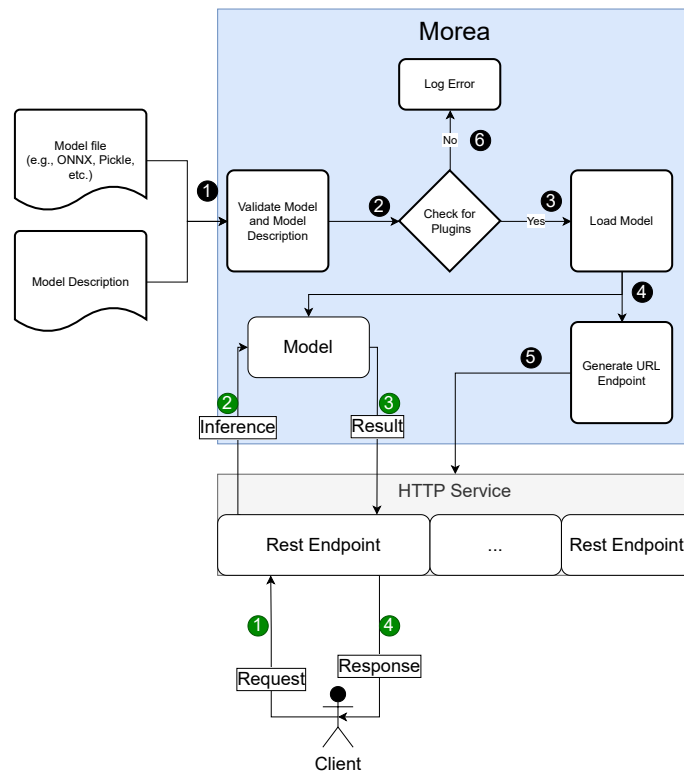 Morea
Log Error
No
6
Model file
(e.g., ONNX, Pickle,
etc.)
1
Validate Model
and Model
Description
2
Check for
Plugins
3
Yes
Load Model
Model Description
4
Model
5
Generate URL
Endpoint
2
Inference
3
Result
HTTP Service
Rest Endpoint
...
Rest Endpoint
1
4
Request
Response
Client